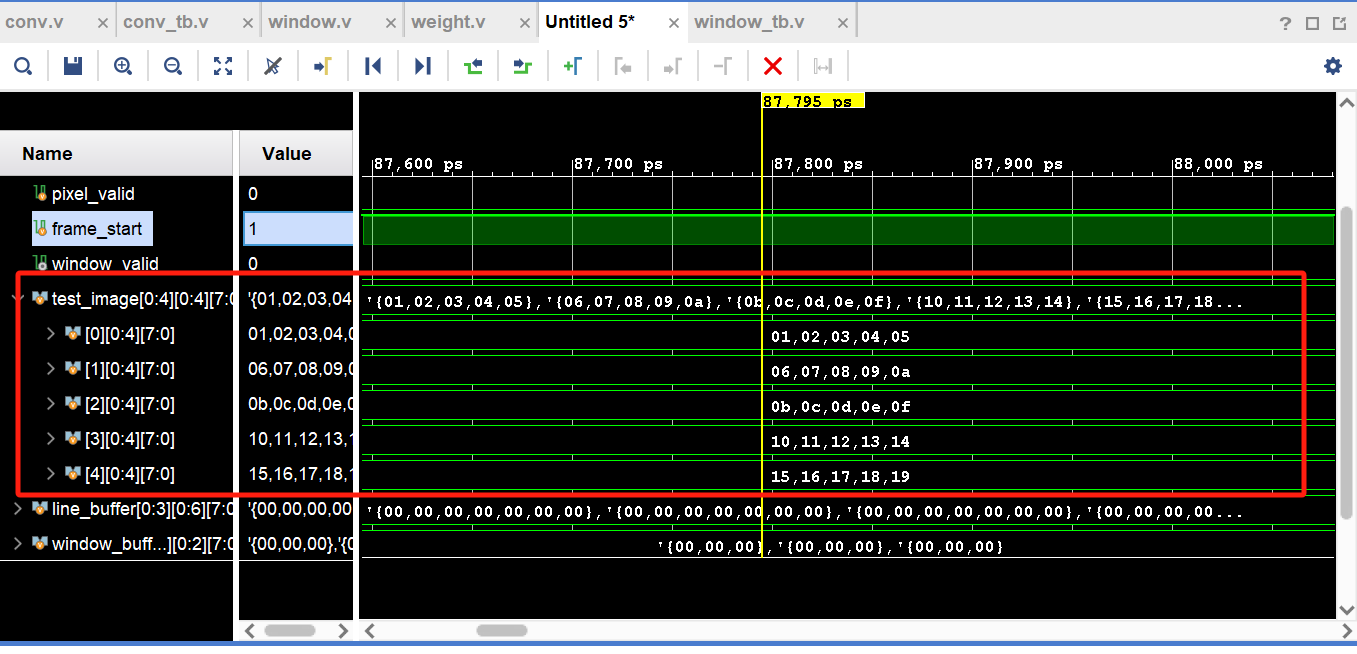 conv.v × conv_tb.v × window.v × weight.v × Untitled 5* × window_tb.v × ?
87,795 ps
Name Value 87,600 ps 87,700 ps 87,800 ps 87,900 ps 88,000 ps
pixel_valid 0
frame_start 1
window_valid 0
test_image[0:4][0:4][7:0 '{01,02,03,04 '{01,02,03,04,05},'{06,07,08,09,0a},'{0b,0c,0d,0e,0f},'{10,11,12,13,14},'{15,16,17,18...
[0][0:4][7:0] 01,02,03,04,0 01,02,03,04,05
[1][0:4][7:0] 06,07,08,09,0 06,07,08,09,0a
[2][0:4][7:0] 0b,0c,0d,0e,0 0b,0c,0d,0e,0f
[3][0:4][7:0] 10,11,12,13,1 10,11,12,13,14
[4][0:4][7:0] 15,16,17,18, 15,16,17,18,19
line_buffer[0:3][0:6][7:0 '{00,00,00,00 '{00,00,00,00,00,00,00},'{00,00,00,00,00,00,00},'{00,00,00,00,00,00,00},'{00,00,00,00...
window_buff...][0:2][7:0 '{00,00,00},'{0 '{00,00,00},'{00,00,00},'{00,00,00}